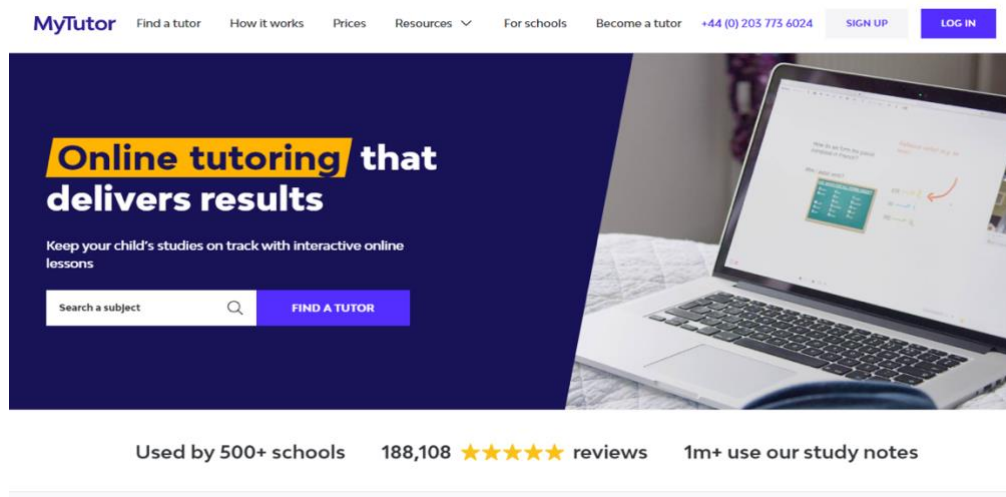 MyTutor Find a tutor How it works Prices Resources For schools Become a tutor +44 (0) 203 773 6024 SIGN UP LOG IN
Online tutoring that
delivers results
Keep your child's studies on track with interactive online
lessons
Search a subject FIND A TUTOR
Used by 500+ schools 188,108 reviews 1m+ use our study notes